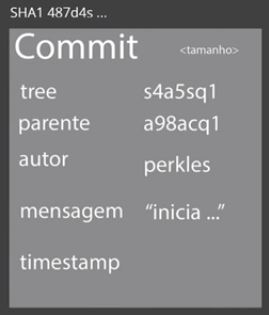 SHA1 487d4s ...
Commit <tamanho>
tree s4a5sq1
parente a98acq1
autor perkles
mensagem “inicia ...”
timestamp